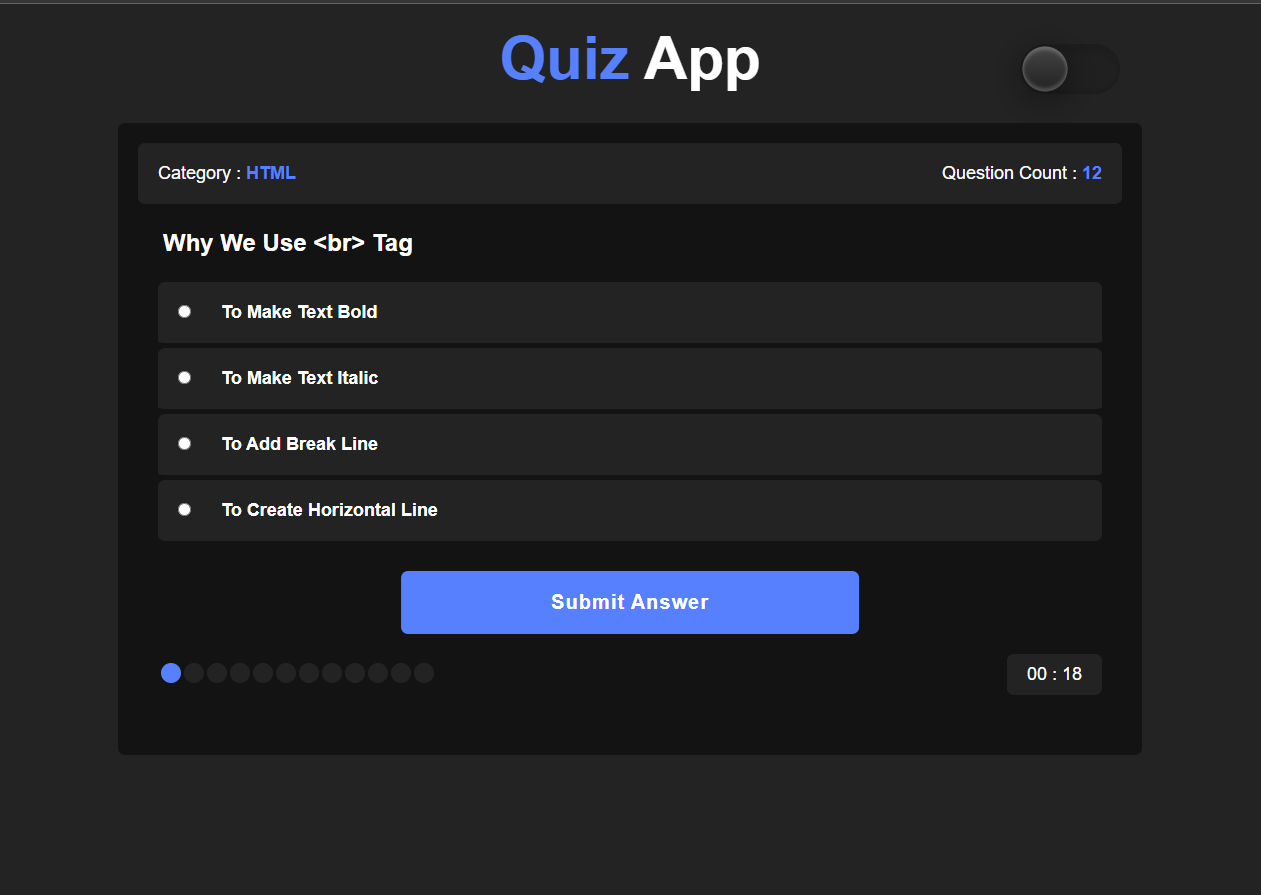 Quiz App
Category : HTML
Question Count : 12
Why We Use <br> Tag
To Make Text Bold
To Make Text Italic
To Add Break Line
To Create Horizontal Line
Submit Answer
00 : 18